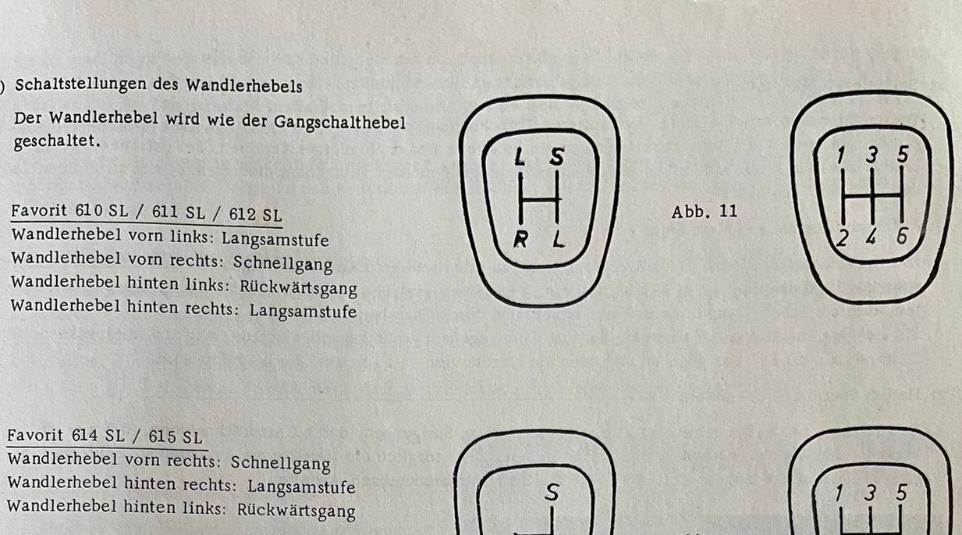 ) Schaltstellungen des Wandlerhebels
Der Wandlerhebel wird wie der Gangschalthebel
geschaltet.
Favorit 610 SL / 611 SL / 612 SL
Wandlerhebel vorn links: Langsamstufe
Wandlerhebel vorn rechts: Schnellgang
Wandlerhebel hinten links: Rückwärtsgang
Wandlerhebel hinten rechts: Langsamstufe
L S
R L
Abb. 11
1 3 5
2 4 6
Favorit 614 SL / 615 SL
Wandlerhebel vorn rechts: Schnellgang
Wandlerhebel hinten rechts: Langsamstufe
Wandlerhebel hinten links: Rückwärtsgang
S
1 3 5